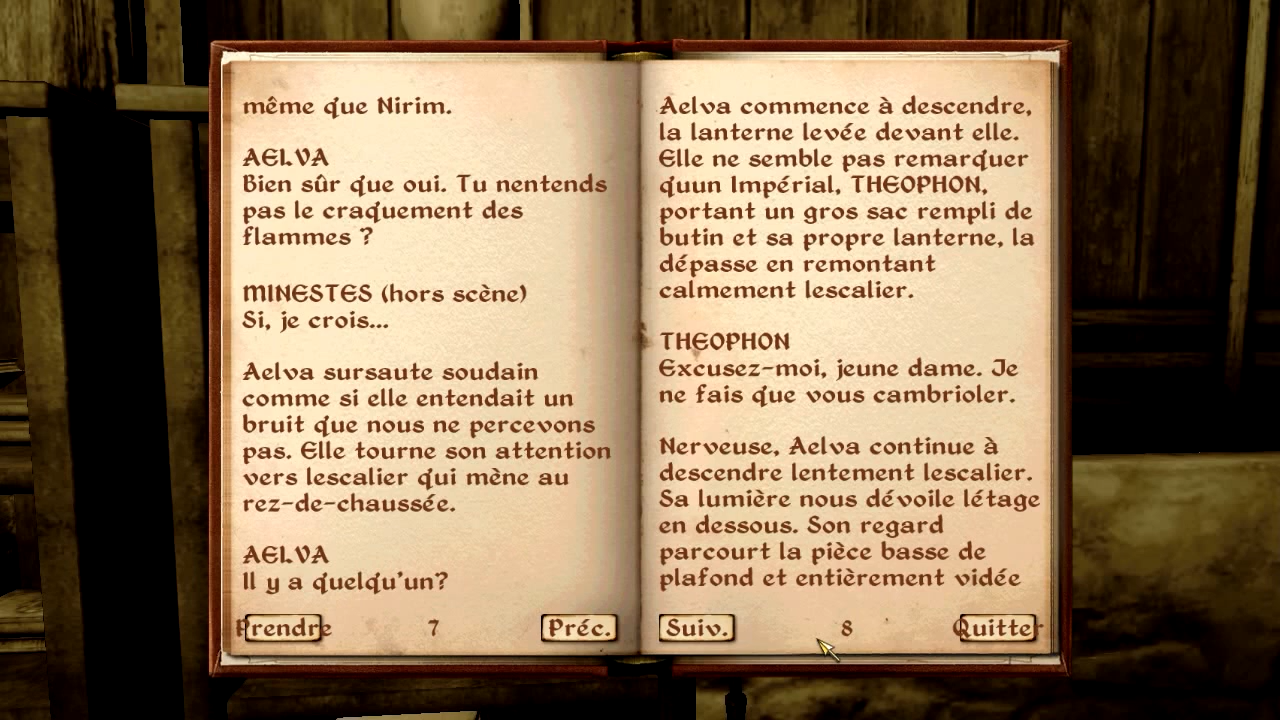 même que Nirim.
AELVA
Bien sûr que oui. Tu nentends
pas le craquement des
flammes ?
MINESTES (hors scène)
Si, je crois...
Aelva sursaute soudain
comme si elle entendait un
bruit que nous ne percevons
pas. Elle tourne son attention
vers lescalier qui mène au
rez-de-chaussée.
AELVA
Il y a quelqu'un?
Prendre
7
Préc.
Aelva commence à descendre,
la lanterne levée devant elle.
Elle ne semble pas remarquer
quun Impérial, THEOPHON,
portant un gros sac rempli de
butin et sa propre lanterne, la
dépasse en remontant
calmement lescalier.
THEOPHON
Excusez-moi, jeune dame. Je
ne fais que vous cambrioler.
Nerveuse, Aelva continue à
descendre lentement lescalier.
Sa lumière nous dévoile létage
en dessous. Son regard
parcourt la pièce basse de
plafond et entièrement vidée
Suiv.
8
Quitter